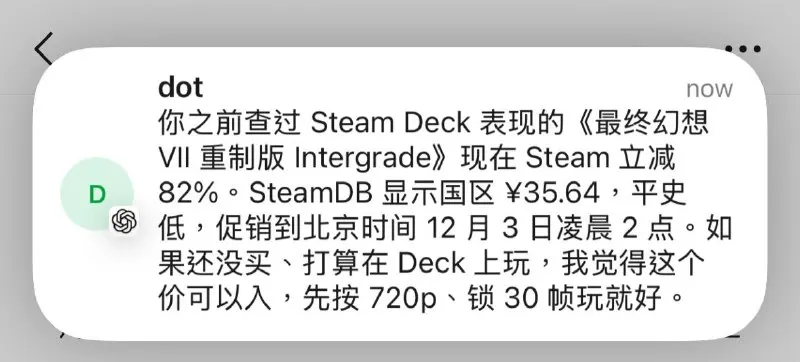 dot
now
你之前查过 Steam Deck 表现的《最终幻想
VII 重制版 Intergrade》现在 Steam 立减
82%。SteamDB 显示国区 ¥35.64，平史
低，促销到北京时间 12 月 3 日凌晨 2 点。如
果还没买、打算在 Deck 上玩，我觉得这个
价可以入，先按 720p、锁 30 帧玩就好。
D